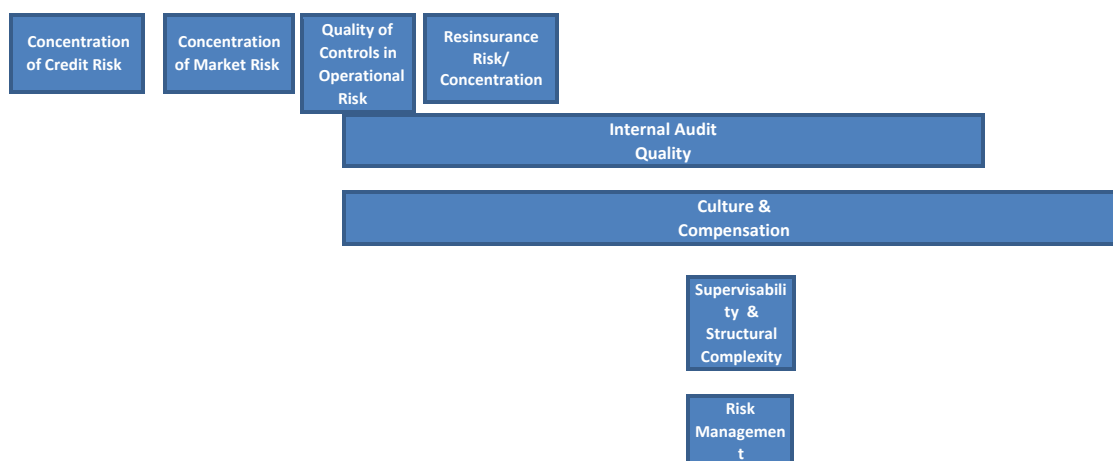 Concentration
of Credit Risk
Concentration
of Market Risk
Quality of
Controls in
Operational
Risk
Resinsurance
Risk/
Concentration
Internal Audit
Quality
Culture &
Compensation
Supervisabili
ty &
Structural
Complexity
Risk
Managemen
t